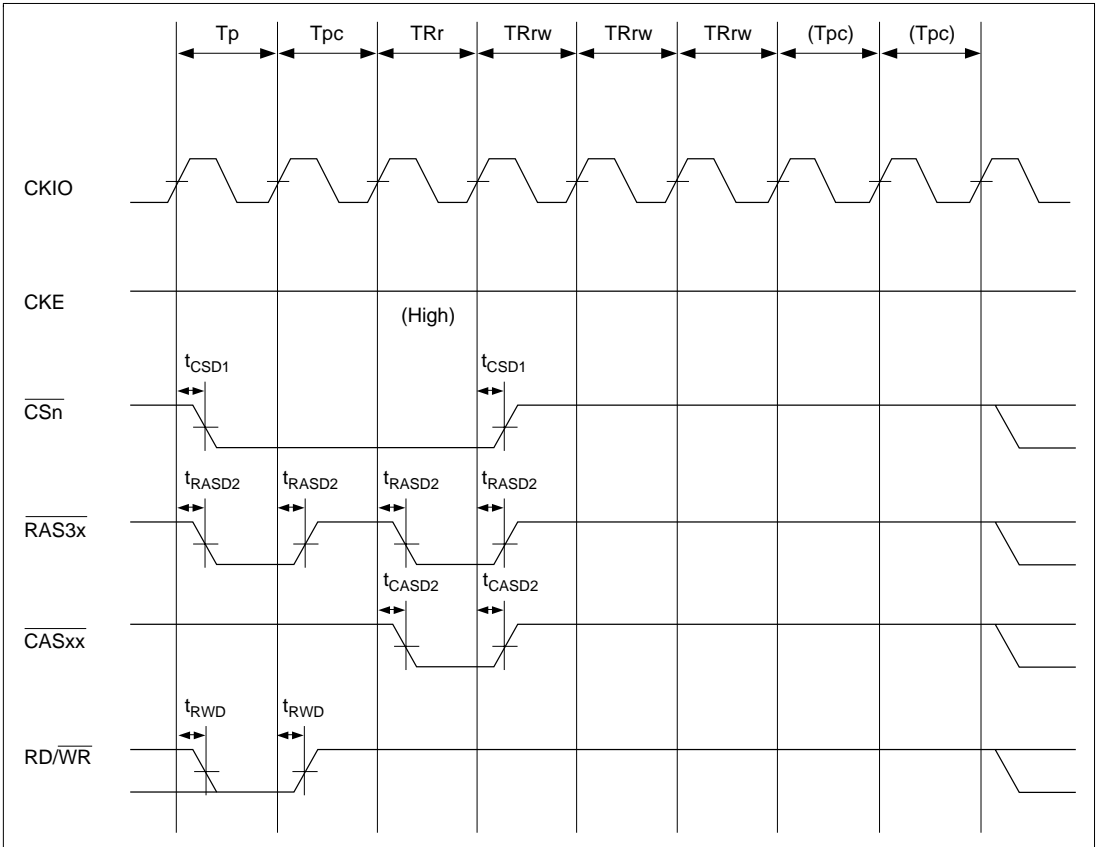 Tp Tpc TRr TRrw TRrw TRrw (Tpc) (Tpc)
CKIO
CKE
(High)
tCSD1 tCSD1
CSn
tRASD2 tRASD2 tRASD2 tRASD2
RAS3x
tCASD2 tCASD2
CASxx
tRWD tRWD
RD/WR